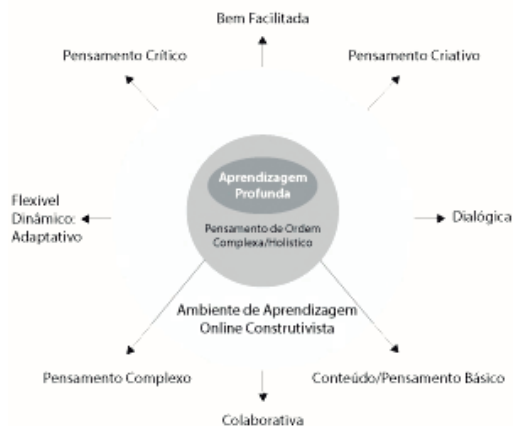 Bem Facilitada
Pensamento Crítico
Pensamento Criativo
Aprendizagem
Profunda
Flexivel
Dinâmico:
Adaptativo
Dialógica
Pensamento de Ordem
Complexa/Holístico
Ambiente de Aprendizagem
Online Construtivista
Pensamento Complexo
Conteúdo/Pensamento Básico
Colaborativa